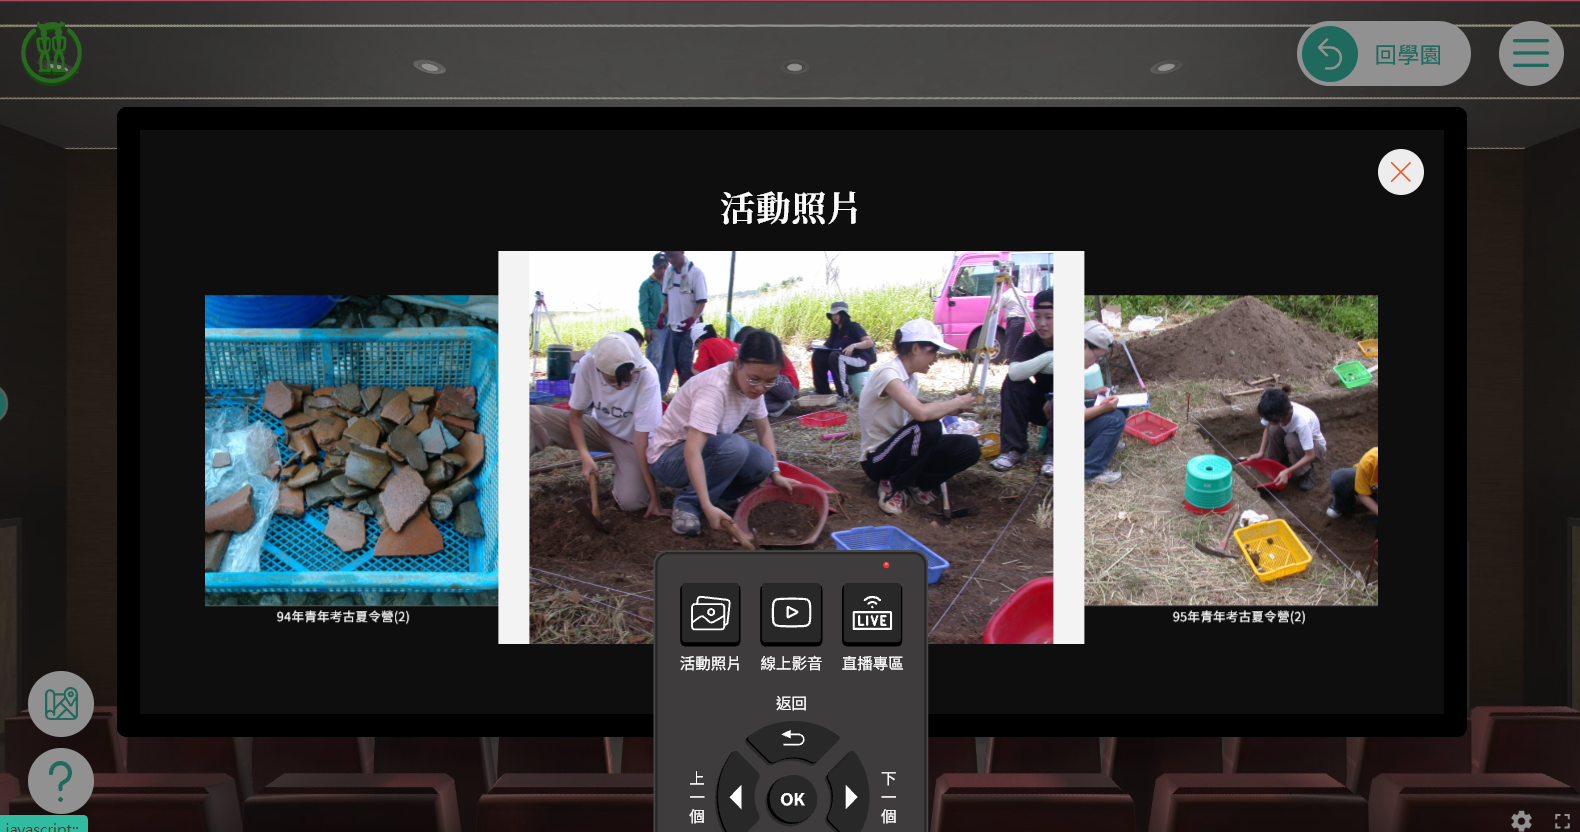 回學園
活動照片
94年青年考古夏令營(2)
95年青年考古夏令營(2)
LIVE
活動照片
線上影音
直播專區
返回
上一個
OK
下一個
javascript:;